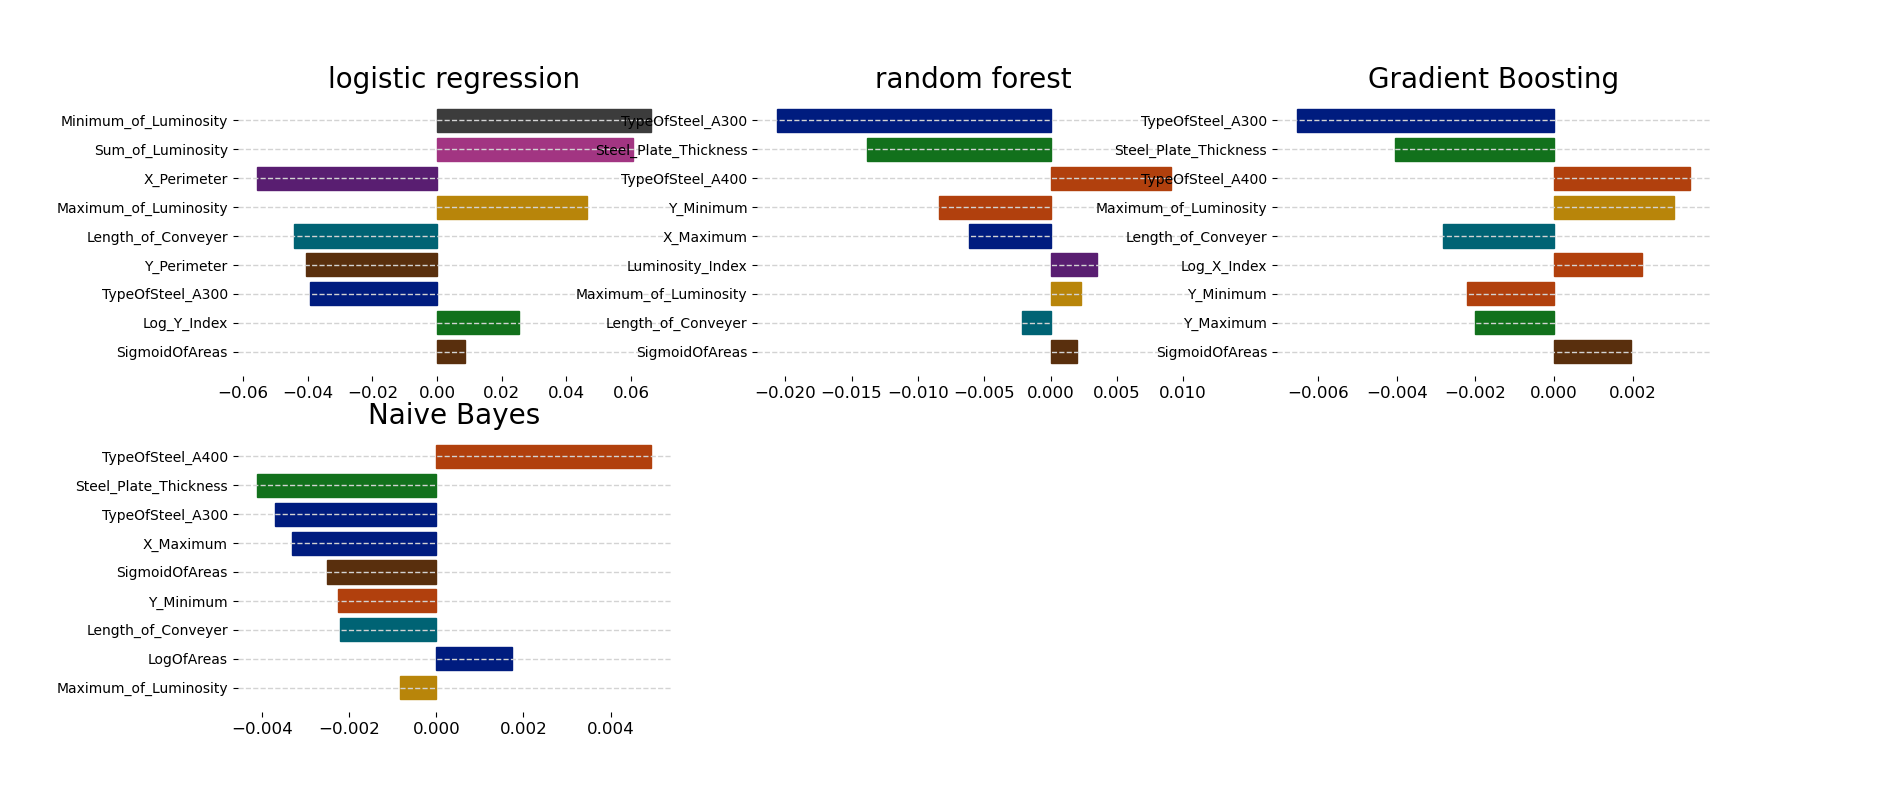 logistic regression
Minimum_of_Luminosity
Sum_of_Luminosity
X_Perimeter
Maximum_of_Luminosity
Length_of_Conveyer
Y_Perimeter
TypeOfSteel_A300
Log_Y_Index
SigmoidOfAreas
−0.06 −0.04 −0.02 0.00 0.02 0.04 0.06
random forest
TypeOfSteel_A300
Steel_Plate_Thickness
TypeOfSteel_A400
Y_Minimum
X_Maximum
Luminosity_Index
Maximum_of_Luminosity
Length_of_Conveyer
SigmoidOfAreas
−0.020 −0.015 −0.010 −0.005 0.000 0.005 0.010
Gradient Boosting
TypeOfSteel_A300
Steel_Plate_Thickness
TypeOfSteel_A400
Maximum_of_Luminosity
Length_of_Conveyer
Log_X_Index
Y_Minimum
Y_Maximum
SigmoidOfAreas
−0.006 −0.004 −0.002 0.000 0.002
Naive Bayes
TypeOfSteel_A400
Steel_Plate_Thickness
TypeOfSteel_A300
X_Maximum
SigmoidOfAreas
Y_Minimum
Length_of_Conveyer
LogOfAreas
Maximum_of_Luminosity
−0.004 −0.002 0.000 0.002 0.004